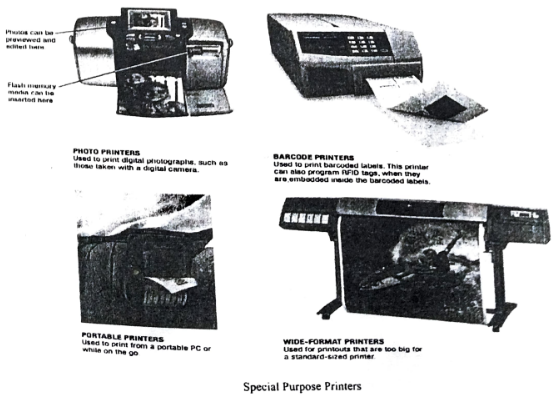 Photos can be
previewed and
edited here
Flash memory
media can be
inserted here
PHOTO PRINTERS
Used to print digital photographs, such as
those taken with a digital camera.
BARCODE PRINTERS
Used to print barcoded labels. This printer
can also program RFID tags, when they
are embedded inside the barcoded labels.
PORTABLE PRINTERS
Used to print from a portable PC or
while on the go
WIDE-FORMAT PRINTERS
Used for printouts that are too big for
a standard-sized printer.
Special Purpose Printers